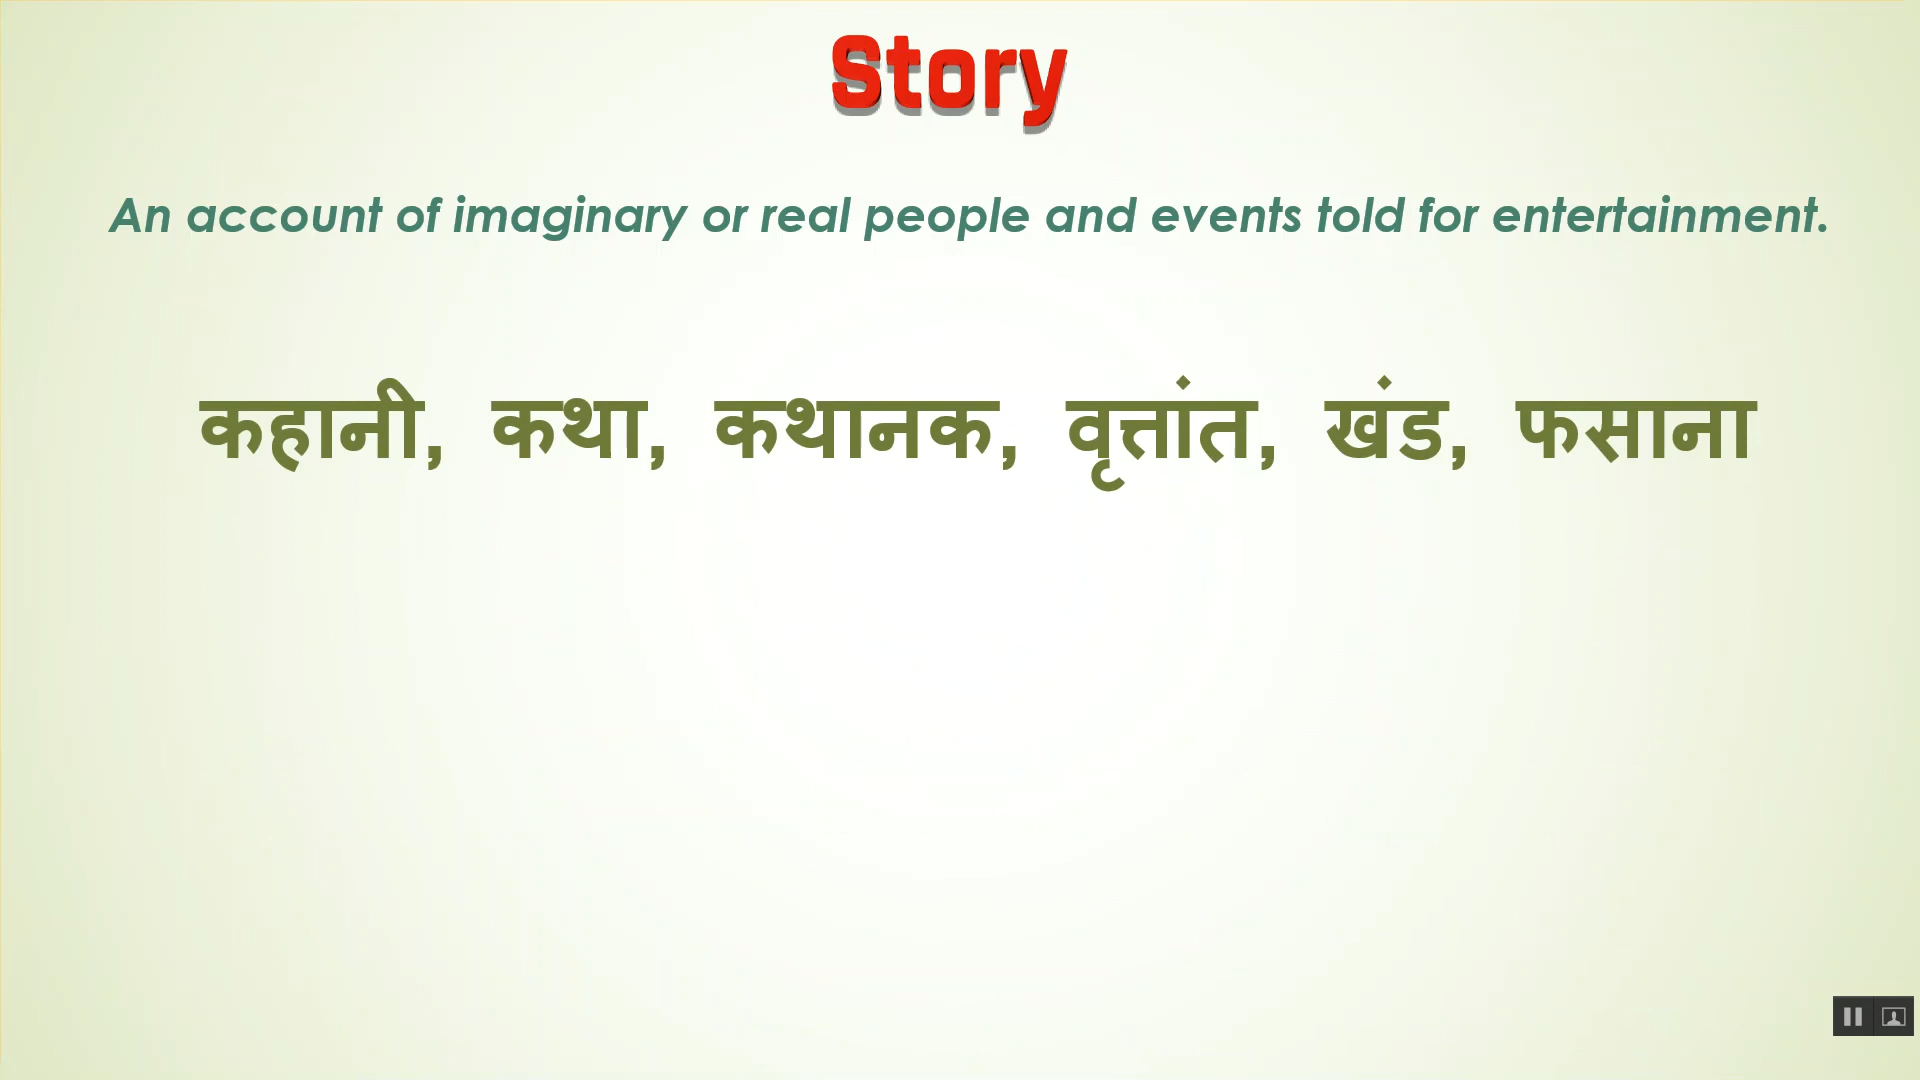 Story
An account of imaginary or real people and events told for entertainment.
कहानी, कथा, कथानक, वृत्तांत, खंड, फसाना